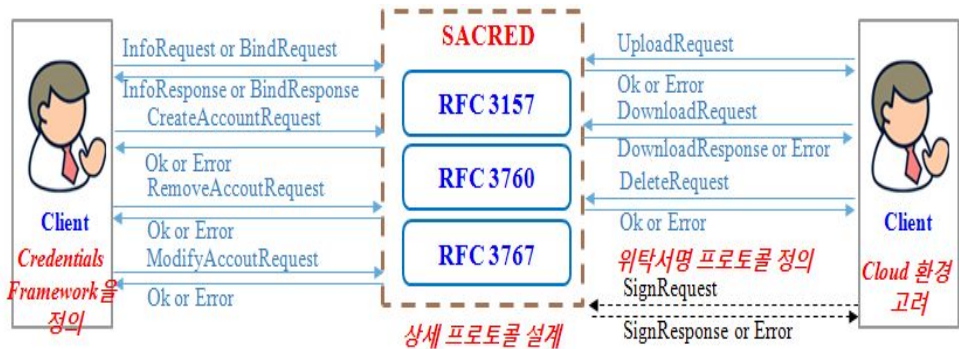 InfoRequest or BindRequest
InfoResponse or BindResponse
CreateAccountRequest
Ok or Error
RemoveAccoutRequest
Ok or Error
ModifyAccoutRequest
Ok or Error
Client
Credentials
Framework을
정의
SACRED
RFC 3157
RFC 3760
RFC 3767
상세 프로토콜 설계
UploadRequest
Ok or Error
DownloadRequest
DownloadResponse or Error
DeleteRequest
Ok or Error
위탁서명 프로토콜 정의
SignRequest
SignResponse or Error
Client
Cloud 환경
고려